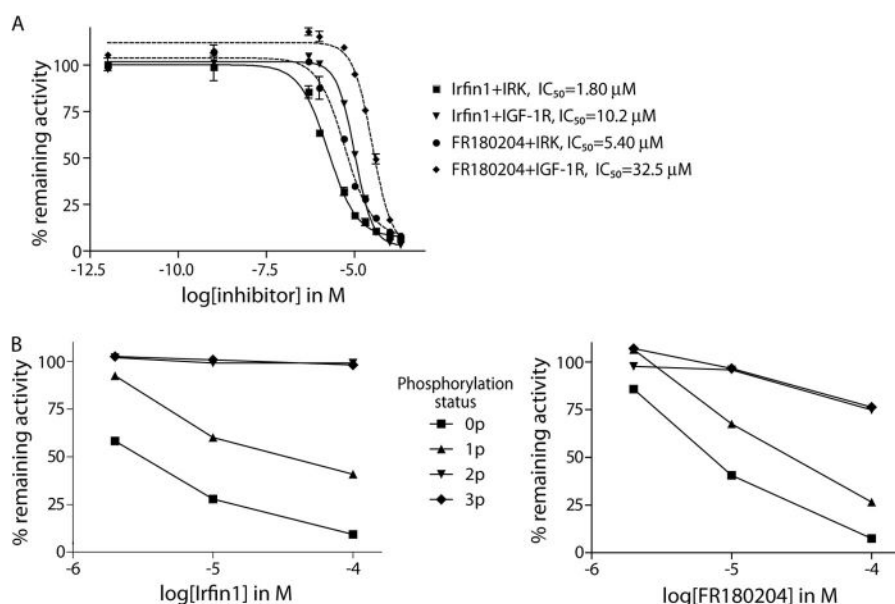 A
% remaining activity
100
75
50
25
0
-12.5
-10.0
-7.5
-5.0
log[inhibitor] in M
Irfin1+IRK, IC₅₀=1.80 µM
Irfin1+IGF-1R, IC₅₀=10.2 µM
FR180204+IRK, IC₅₀=5.40 µM
FR180204+IGF-1R, IC₅₀=32.5 µM
B
% remaining activity
100
75
50
25
0
-6
-5
-4
log[Irfin1] in M
Phosphorylation
status
0p
1p
2p
3p
% remaining activity
100
75
50
25
0
-6
-5
-4
log[FR180204] in M